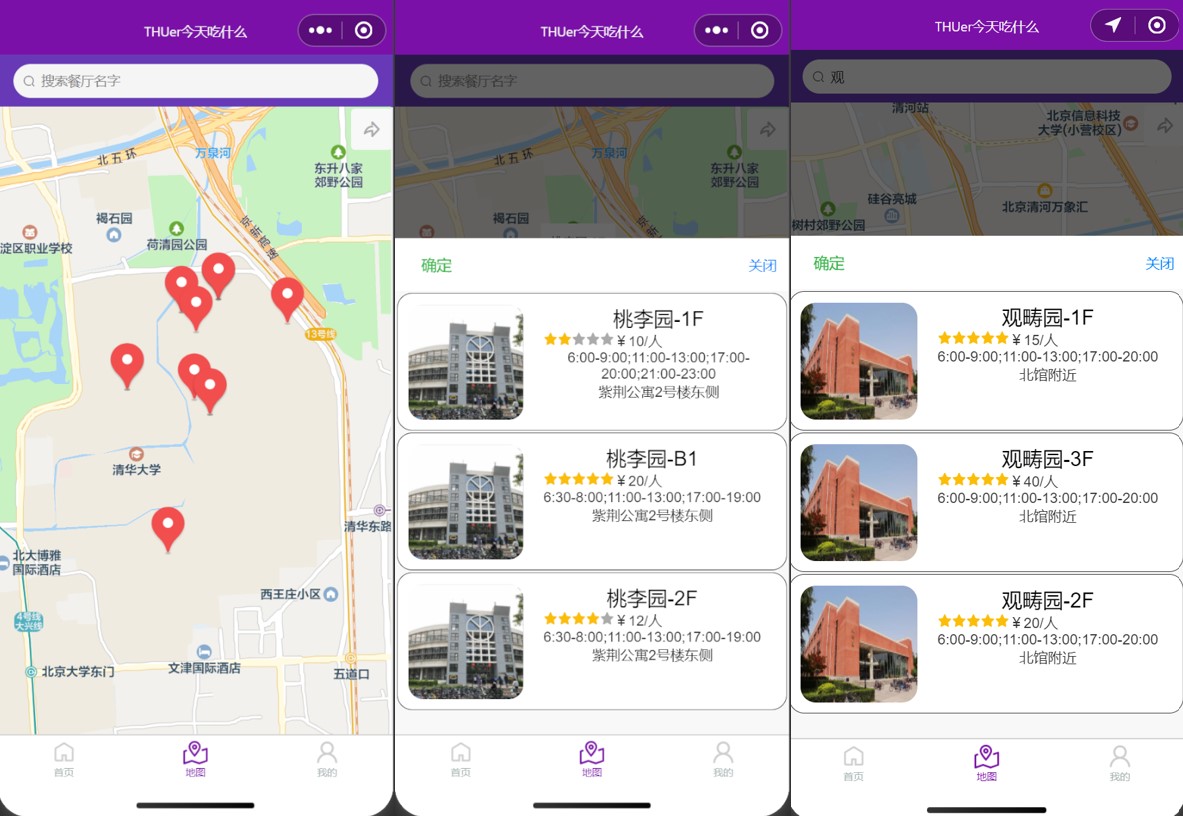 THUer今天吃什么
搜索餐厅名字
北五环
万泉河
东升八家
郊野公园
褐石园
荷清园公园
京新高速
淀区职业学校
13号线
清华大学
清华东路
北大博雅
国际酒店
西王庄小区
4号线
大兴线
北京大学东门
文津国际酒店
五道口
首页
地图
我的
THUer今天吃什么
搜索餐厅名字
北五环
万泉河
东升八家
郊野公园
褐石园
确定
关闭
桃李园-1F
¥10/人
6:00-9:00;11:00-13:00;17:00-
20:00;21:00-23:00
紫荆公寓2号楼东侧
桃李园-B1
¥20/人
6:30-8:00;11:00-13:00;17:00-19:00
紫荆公寓2号楼东侧
桃李园-2F
¥12/人
6:30-8:00;11:00-13:00;17:00-19:00
紫荆公寓2号楼东侧
首页
地图
我的
THUer今天吃什么
观
清河站
北京信息科技
大学(小营校区)
硅谷亮城
北京清河万象汇
树村郊野公园
确定
关闭
观畴园-1F
¥15/人
6:00-9:00;11:00-13:00;17:00-20:00
北馆附近
观畴园-3F
¥40/人
6:00-9:00;11:00-13:00;17:00-20:00
北馆附近
观畴园-2F
¥20/人
6:00-9:00;11:00-13:00;17:00-20:00
北馆附近
首页
地图
我的